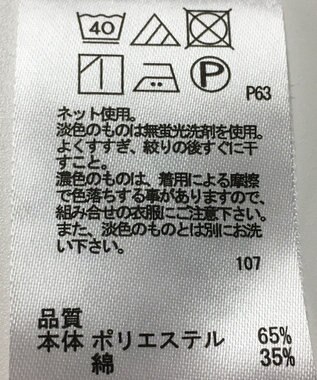 40
P
P63
ネット使用。
淡色のものは無蛍光洗剤を使用。
よくすすぎ、絞りの後すぐに干
すこと。
濃色のものは、着用による摩擦
で色落ちする事がありますので、
組み合せの衣服にご注意下さい。
また、淡色のものとは別にお洗
い下さい。
107
品質
本体 ポリエステル 65%
綿 35%